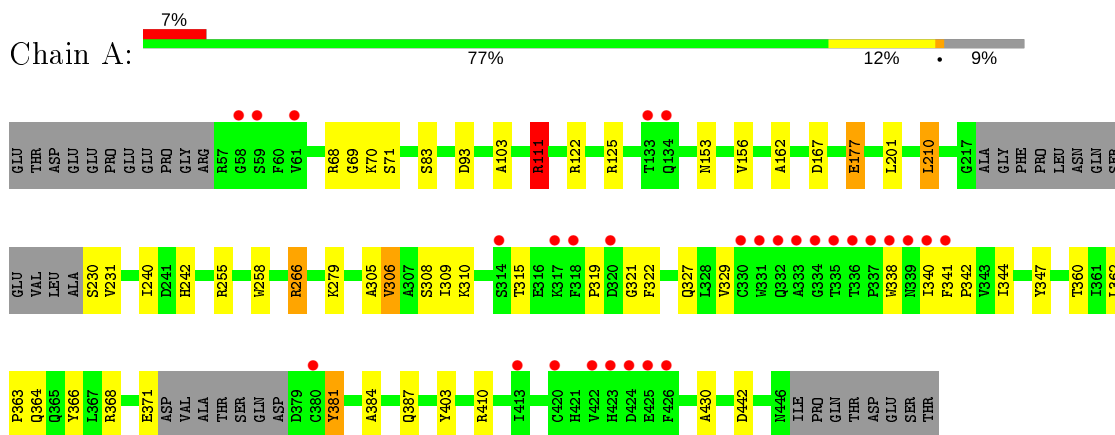 7%
Chain A:
77% 12% • 9%
GLU THR ASP GLU GLU PRO GLU GLU PRO GLY ARG R57 G58 S59 F60 V61 R68 G69 K70 S71 S83 D93 A103 R111 R122 R125 T133 Q134 N153 V156 A162 D167 E177 L201 L210 G217 ALA GLY PHE PRO LEU ASN GLN SER
GLU VAL LEU ALA S230 V231 I240 D241 H242 R255 W258 R266 K279 A305 V306 A307 S308 I309 K310 S314 T315 E316 K317 F318 P319 D320 G321 F322 Q327 L328 V329 C330 W331 Q332 A333 G334 T335 T336 P337 W338 N339 I340 F341 P342 V343 I344 Y347 T360 I361 L362
P363 Q364 Q365 Y366 L367 R368 E371 ASP VAL ALA THR SER GLN ASP D379 C380 Y381 A384 Q387 Y403 R410 I413 C420 H421 V422 H423 D424 E425 F426 A430 D442 N446 ILE PRO GLN THR ASP GLU SER THR